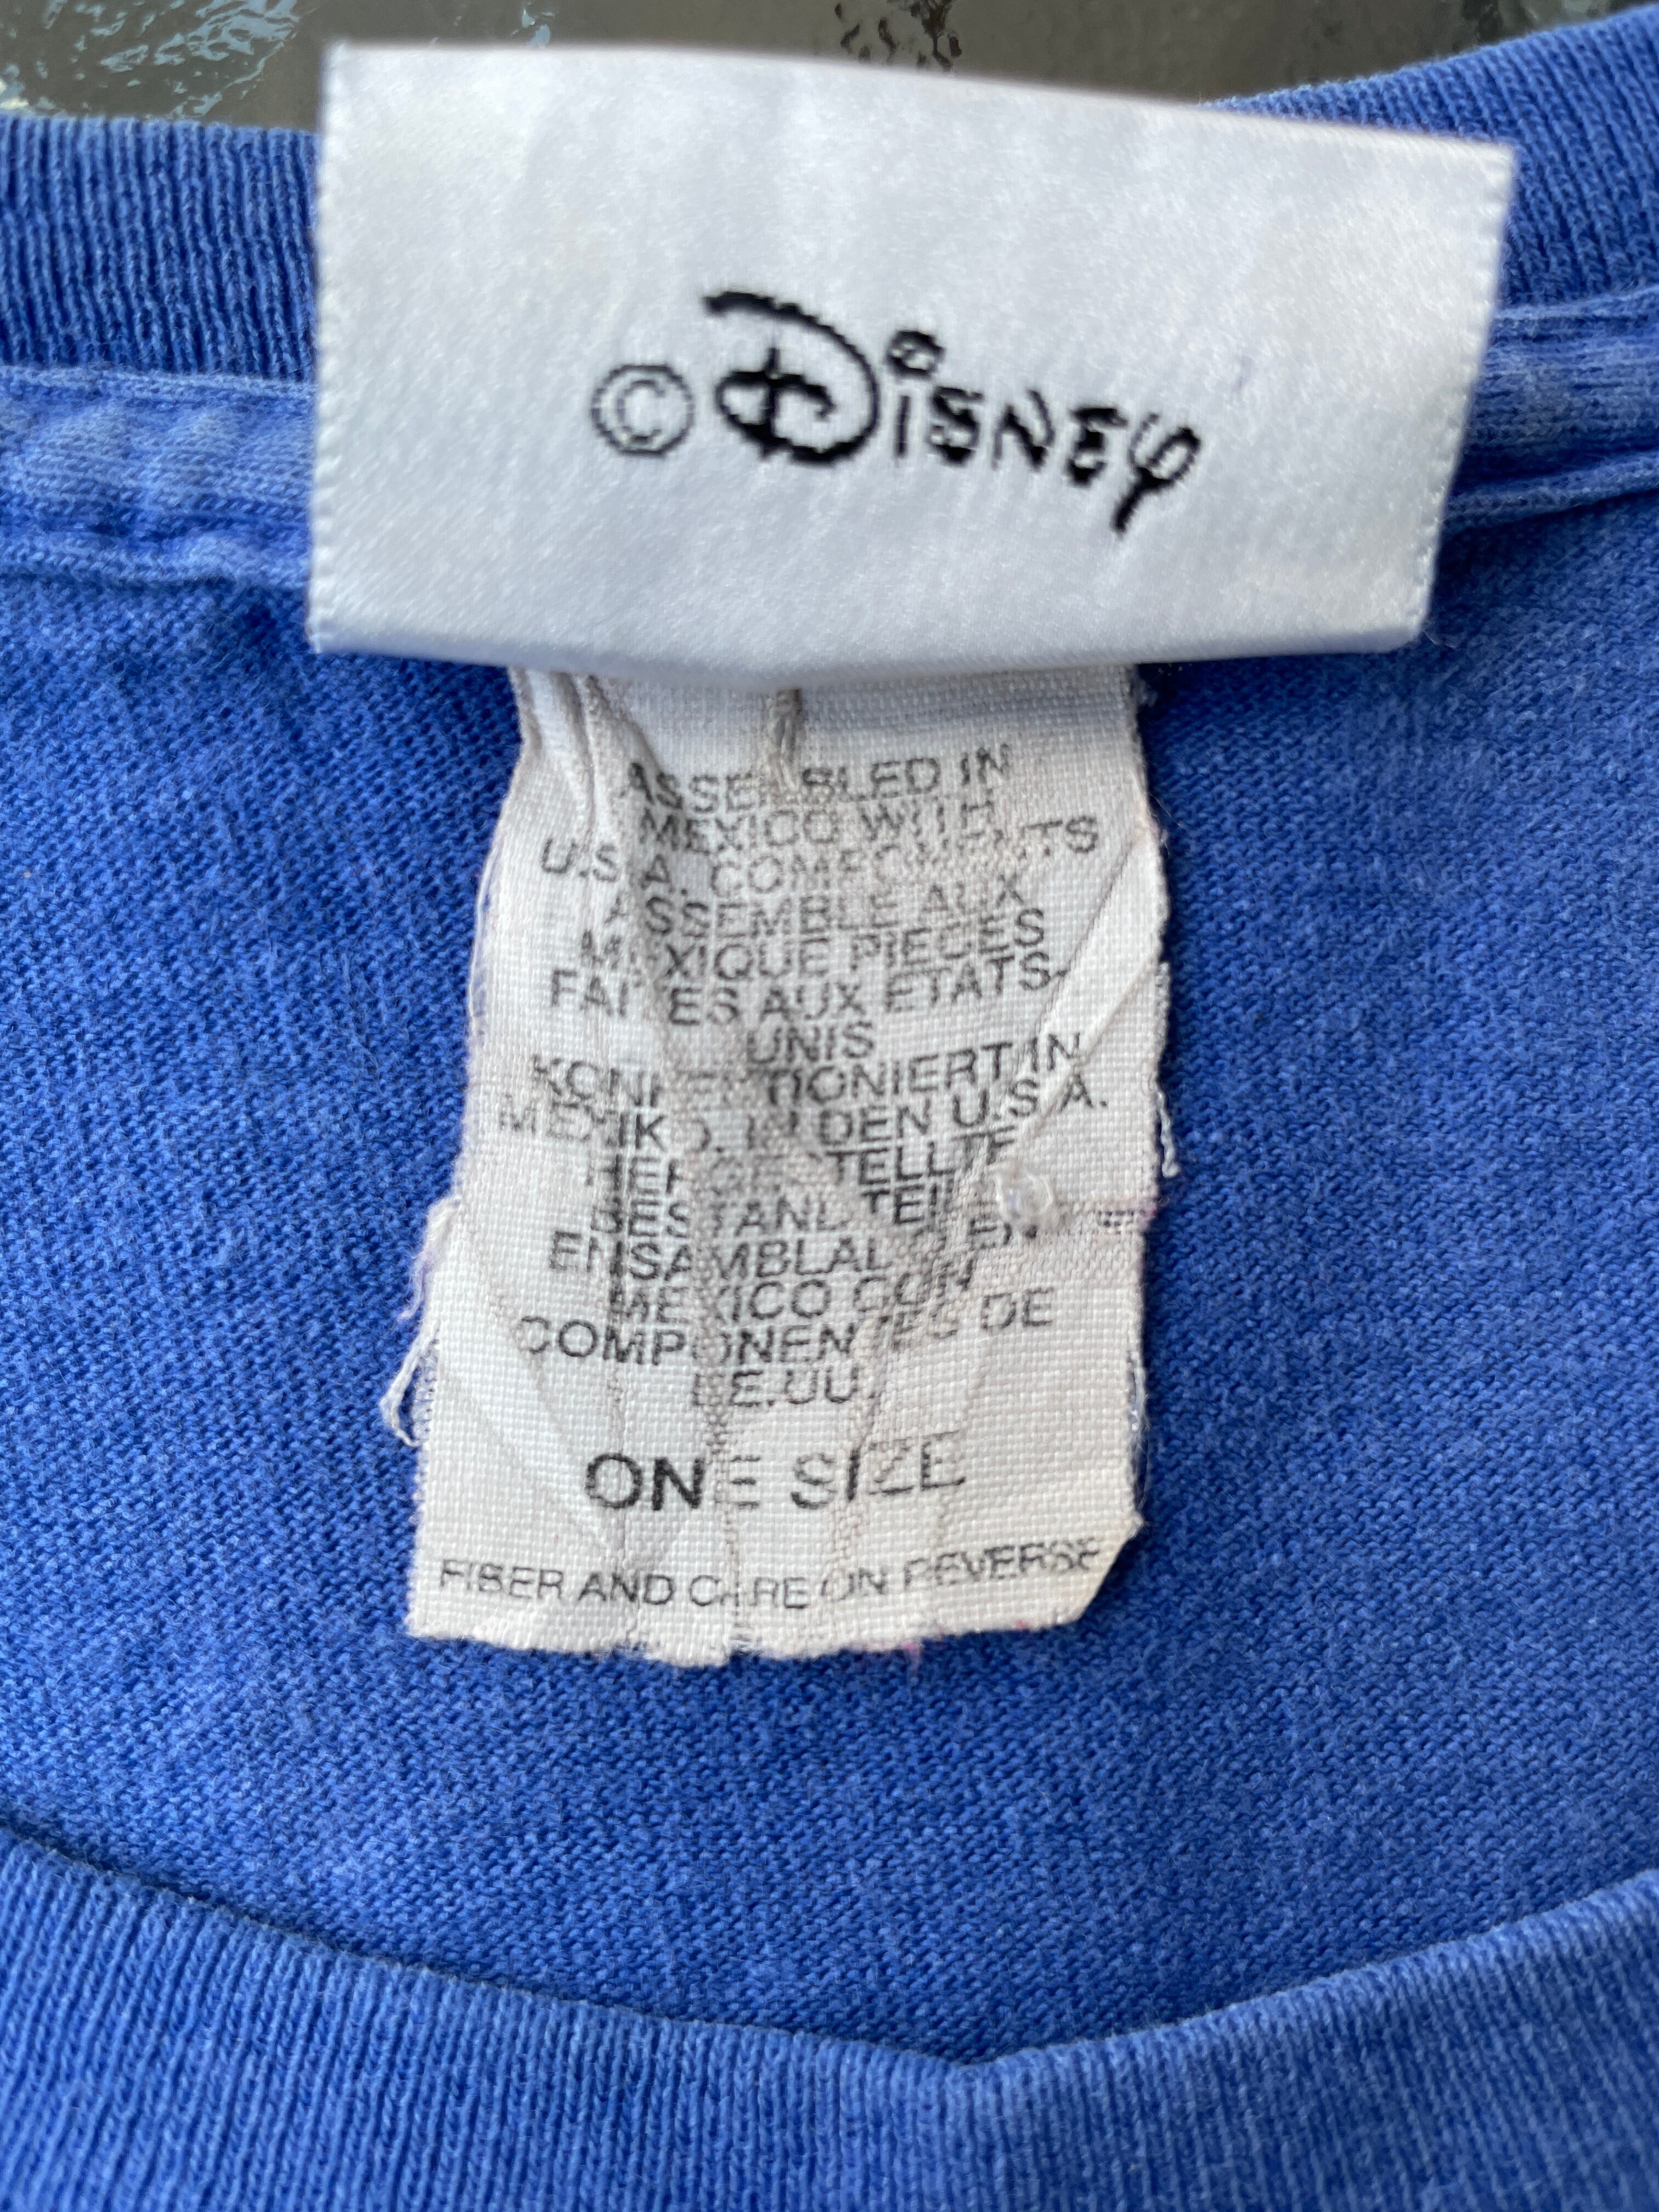 © Disney
ASSEMBLED IN
MEXICO WITH
U.S.A. COMPONENTS
ASSEMBLE AUX
MEXIQUE PIECES
FAITES AUX ETATS-
UNIS
KONFEKTIONIERT IN
MEXIKO. IN DEN U.S.A.
HERGESTELLTE
BESTANDTEILE
ENSAMBLADO EN
MEXICO CON
COMPONENTES DE
EE.UU.
ONE SIZE
FIBER AND CARE ON REVERSE